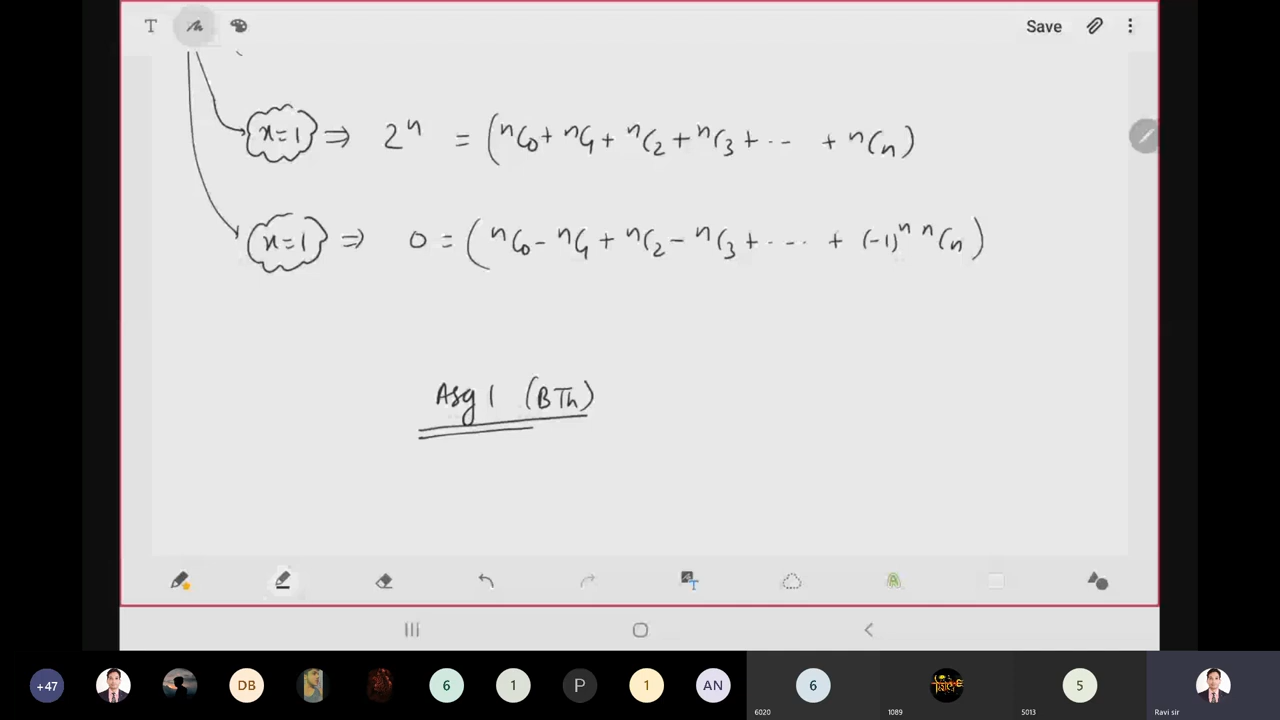 T Save
x=1 ⇒ 2ⁿ = (ⁿC₀ + ⁿC₁ + ⁿC₂ + ⁿC₃ + ... + ⁿCₙ)
x=1 ⇒ 0 = (ⁿC₀ - ⁿC₁ + ⁿC₂ - ⁿC₃ + .... + (-1)ⁿ ⁿCₙ)
Asg 1 (BTh)
T
+47 DB 6 1 P 1 AN 6 5
6020 1089 5013 Ravi sir